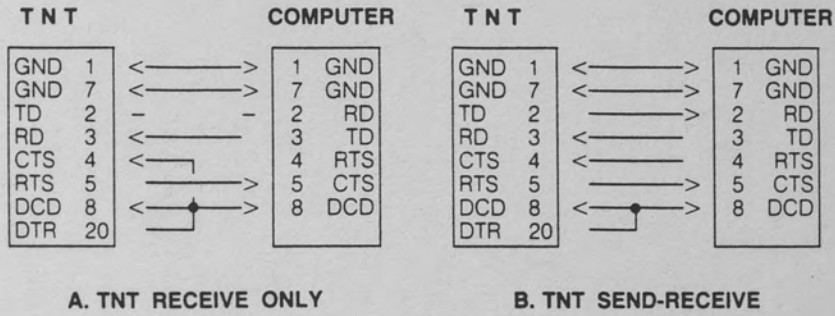 T N T
COMPUTER
GND 1
GND 7
TD 2
RD 3
CTS 4
RTS 5
DCD 8
DTR 20
1 GND
7 GND
2 RD
3 TD
4 RTS
5 CTS
8 DCD
A. TNT RECEIVE ONLY
T N T
COMPUTER
GND 1
GND 7
TD 2
RD 3
CTS 4
RTS 5
DCD 8
DTR 20
1 GND
7 GND
2 RD
3 TD
4 RTS
5 CTS
8 DCD
B. TNT SEND-RECEIVE